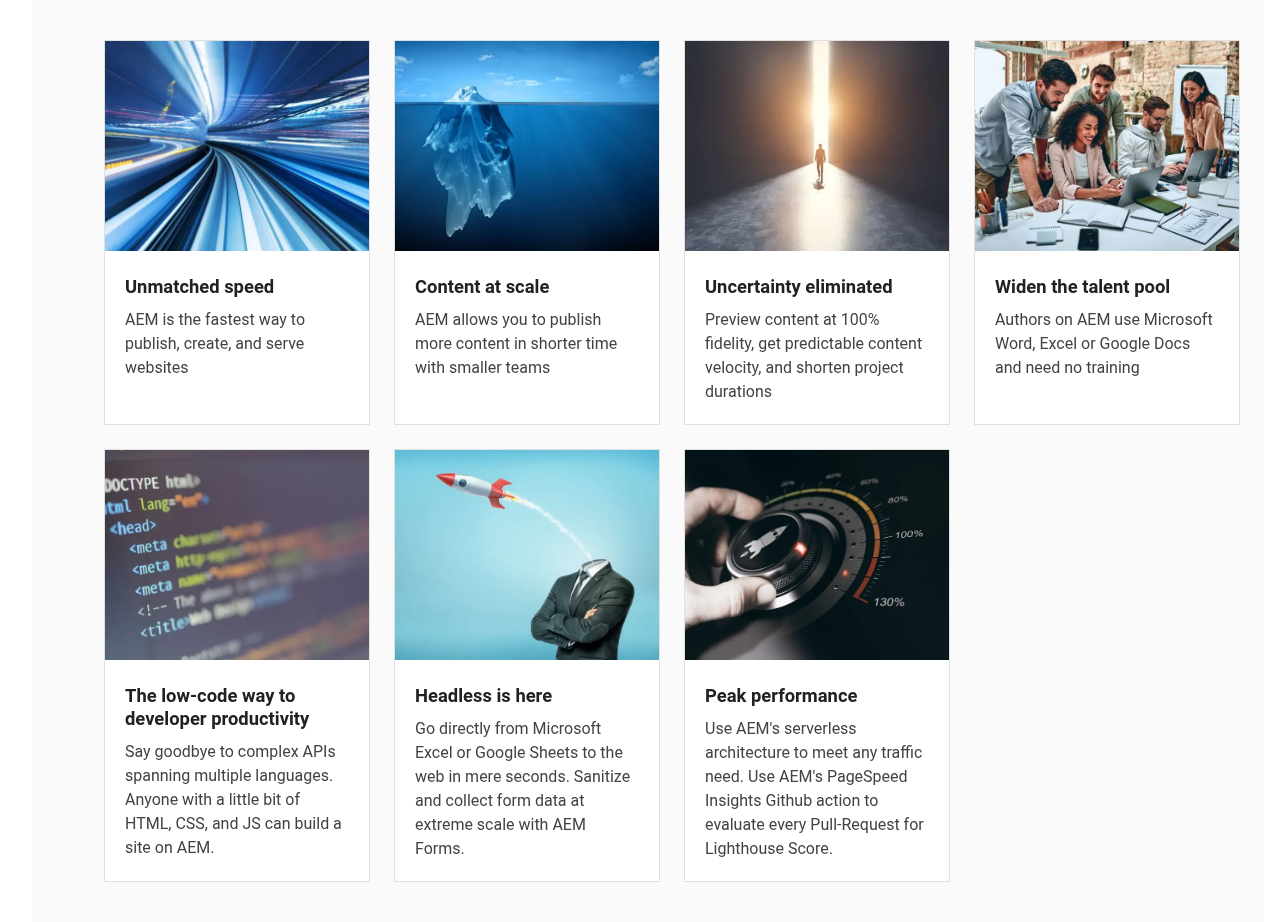 Unmatched speed
AEM is the fastest way to
publish, create, and serve
websites
Content at scale
AEM allows you to publish
more content in shorter time
with smaller teams
Uncertainty eliminated
Preview content at 100%
fidelity, get predictable content
velocity, and shorten project
durations
Widen the talent pool
Authors on AEM use Microsoft
Word, Excel or Google Docs
and need no training
DOCTYPE html>
html lang="en">
<head>
<meta
<meta
<meta name="
<!-- The above
<title>Web Design
The low-code way to
developer productivity
Say goodbye to complex APIs
spanning multiple languages.
Anyone with a little bit of
HTML, CSS, and JS can build a
site on AEM.
Headless is here
Go directly from Microsoft
Excel or Google Sheets to the
web in mere seconds. Sanitize
and collect form data at
extreme scale with AEM
Forms.
20%
40%
60%
80%
100%
130%
Peak performance
Use AEM's serverless
architecture to meet any traffic
need. Use AEM's PageSpeed
Insights Github action to
evaluate every Pull-Request for
Lighthouse Score.